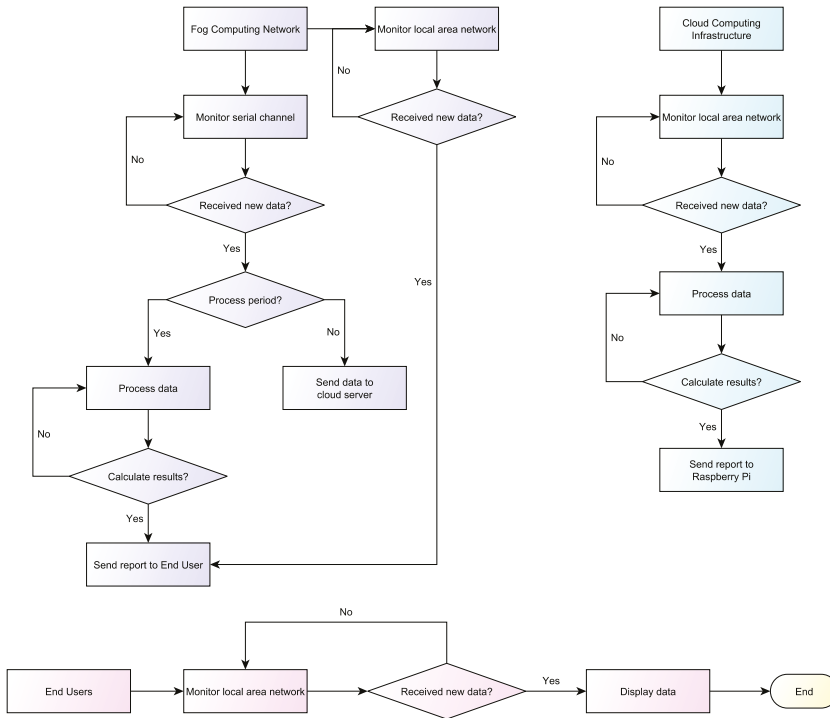 Fog Computing Network
Monitor local area network
No
Received new data?
Monitor serial channel
No
Received new data?
Yes
Process period?
Yes
Yes
No
Process data
Send data to
cloud server
No
Calculate results?
Yes
Send report to End User
Cloud Computing
Infrastructure
Monitor local area network
No
Received new data?
Yes
Process data
No
Calculate results?
Yes
Send report to
Raspberry Pi
No
End Users
Monitor local area network
Received new data?
Yes
Display data
End